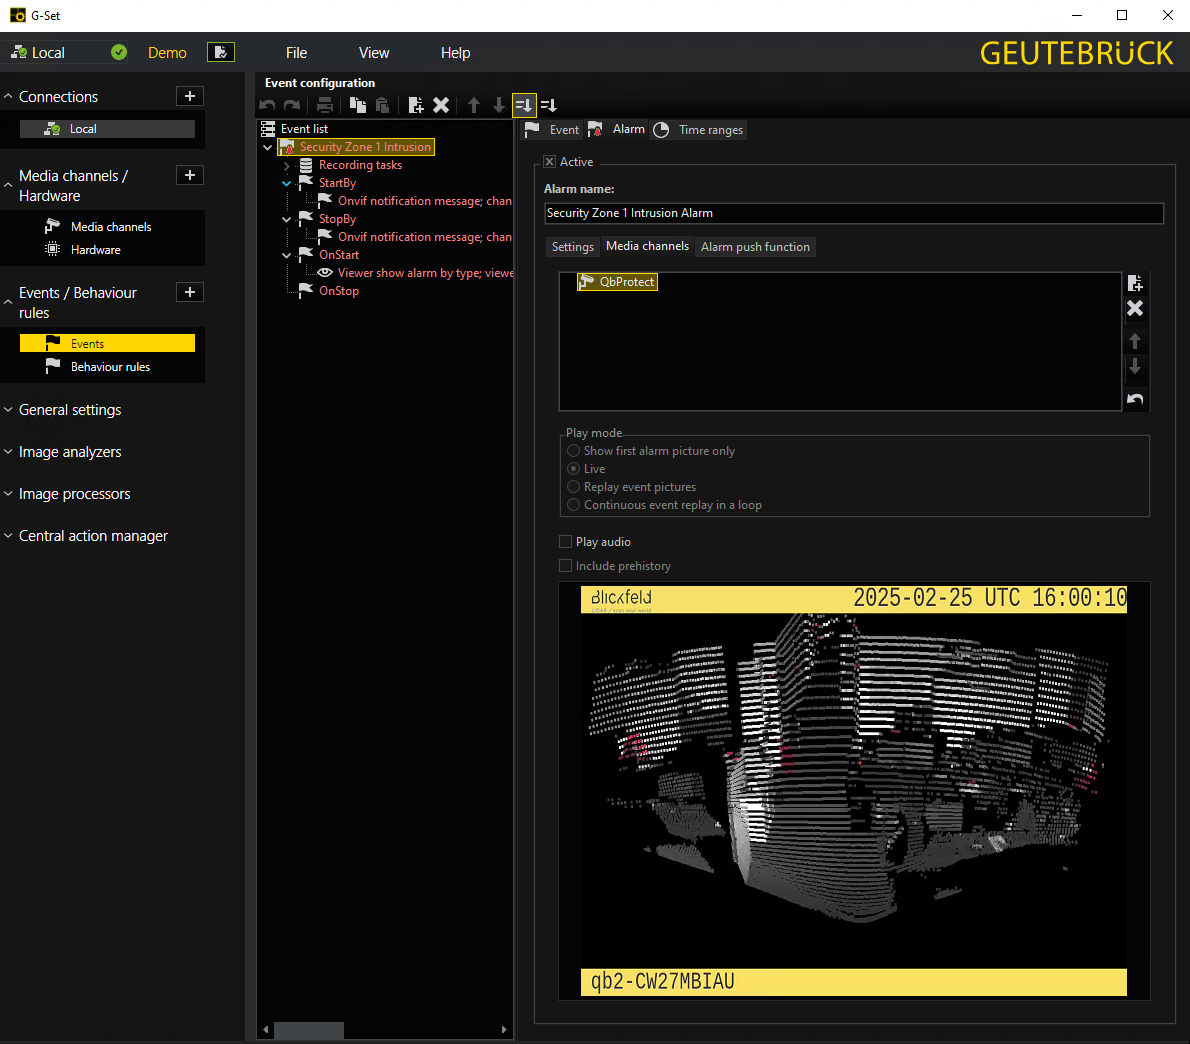 G-Set
Local
Demo
File
View
Help
GEUTEBRÜCK
Connections
Local
Media channels /
Hardware
Media channels
Hardware
Events / Behaviour
rules
Events
Behaviour rules
General settings
Image analyzers
Image processors
Central action manager
Event configuration
Event list
Security Zone 1 Intrusion
Recording tasks
StartBy
Onvif notification message; chan
StopBy
Onvif notification message; chan
OnStart
Viewer show alarm by type; viewe
OnStop
Event
Alarm
Time ranges
Active
Alarm name:
Security Zone 1 Intrusion Alarm
Settings
Media channels
Alarm push function
QbProtect
Play mode
Show first alarm picture only
Live
Replay event pictures
Continuous event replay in a loop
Play audio
Include prehistory
Blickfeld
2025-02-25 UTC 16:00:10
qb2-CW27MBIAU